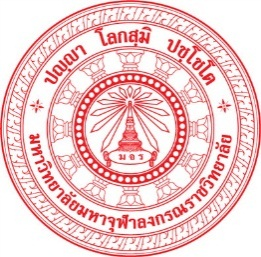 ปญฺญา โลกสฺมิ ปชฺโชโต
ม จ ร
มหาวิทยาลัยมหาจุฬาลงกรณราชวิทยาลัย